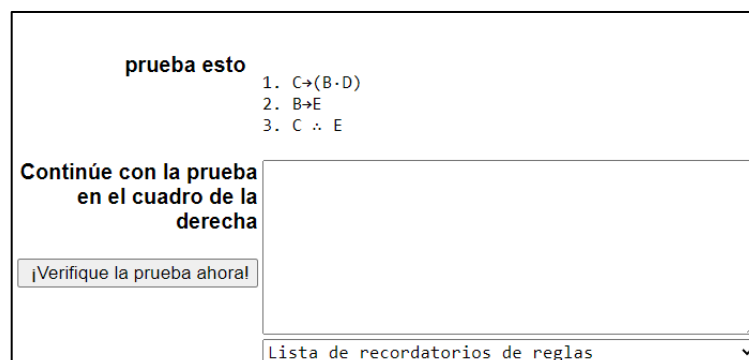 prueba esto
1. C→(B·D)
2. B→E
3. C ∴ E
Continúe con la prueba
en el cuadro de la
derecha
¡Verifique la prueba ahora!
Lista de recordatorios de reglas